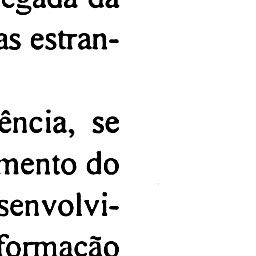 egada da
as estran-
ência, se
mento do
senvolvi-
formação